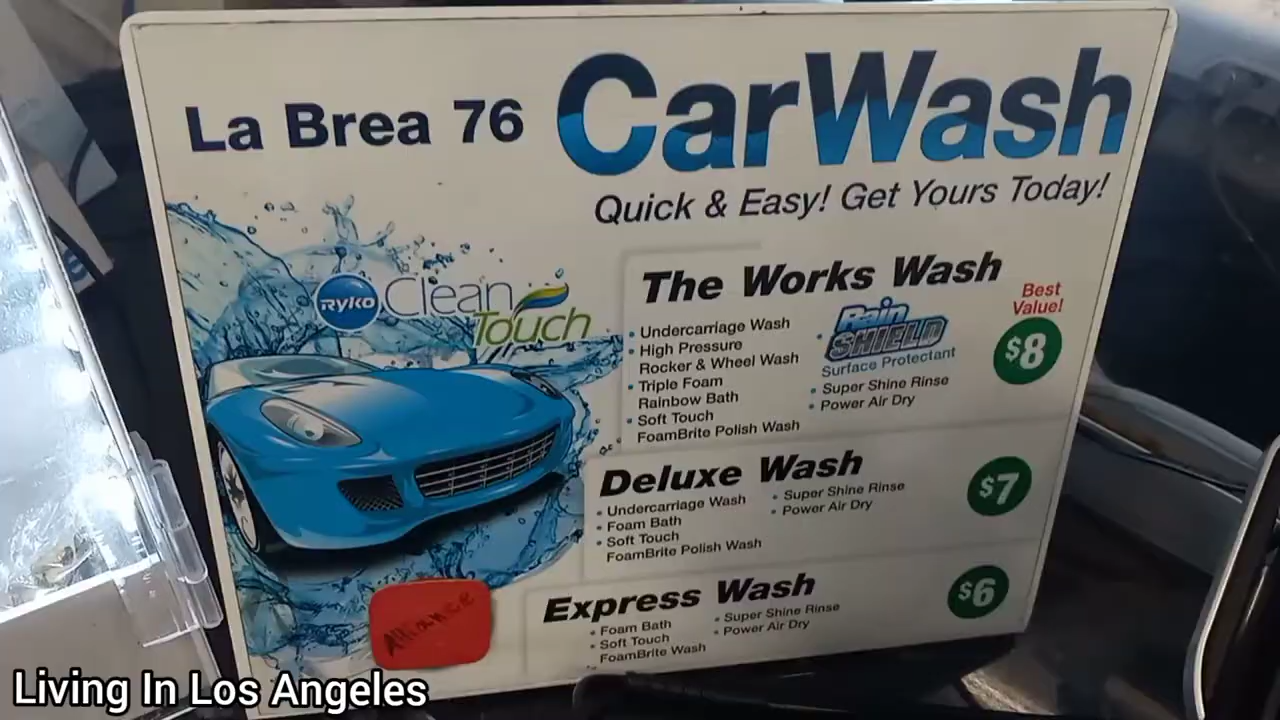 La Brea 76
CarWash
Quick & Easy! Get Yours Today!
RYKO CleanTouch
The Works Wash
• Undercarriage Wash
• High Pressure
Rocker & Wheel Wash
• Triple Foam
Rainbow Bath
• Soft Touch
FoamBrite Polish Wash
• Rain SHIELD
Surface Protectant
• Super Shine Rinse
• Power Air Dry
Best
Value!
$8
Deluxe Wash
• Undercarriage Wash
• Foam Bath
• Soft Touch
FoamBrite Polish Wash
• Super Shine Rinse
• Power Air Dry
$7
Express Wash
• Foam Bath
• Soft Touch
FoamBrite Wash
• Super Shine Rinse
• Power Air Dry
$6
Alliance
Living In Los Angeles